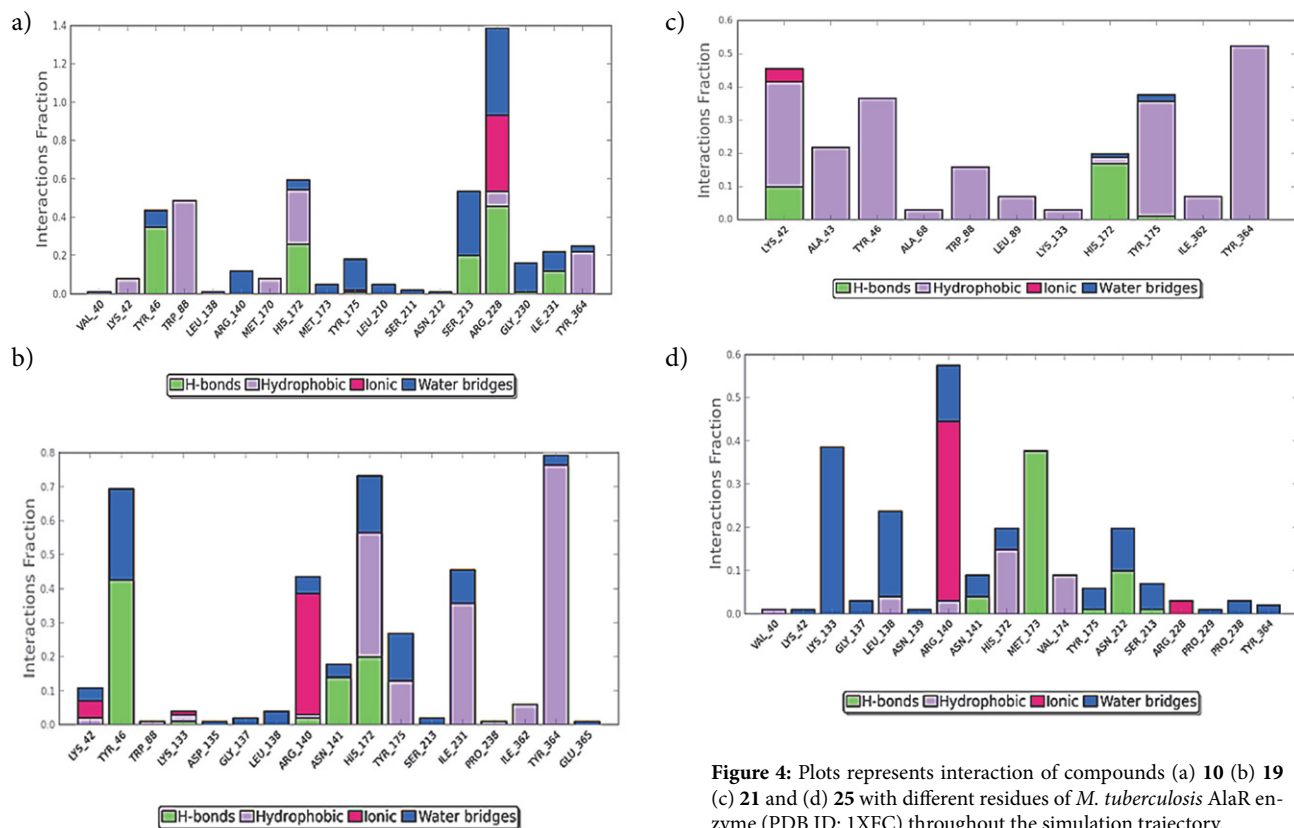 a)
Interactions Fraction
1.4
1.2
1.0
0.8
0.6
0.4
0.2
0.0
VAL_40 LYS_42 TYR_46 TRP_88 LEU_138 ARG_140 MET_170 HIS_172 MET_173 TYR_175 LEU_210 SER_211 ASN_212 SER_213 ARG_228 GLY_230 ILE_231 TYR_364
H-bonds Hydrophobic Ionic Water bridges
b)
Interactions Fraction
0.8
0.7
0.6
0.5
0.4
0.3
0.2
0.1
0.0
LYS_42 TYR_46 TRP_88 LYS_133 ASP_135 GLY_137 LEU_138 ARG_140 ASN_141 HIS_172 TYR_175 SER_213 ILE_231 PRO_238 ILE_362 TYR_364 GLU_365
H-bonds Hydrophobic Ionic Water bridges
c)
Interactions Fraction
0.6
0.5
0.4
0.3
0.2
0.1
0.0
LYS_42 ALA_43 TYR_46 ALA_68 TRP_88 LEU_89 LYS_133 HIS_172 TYR_175 ILE_362 TYR_364
H-bonds Hydrophobic Ionic Water bridges
d)
Interactions Fraction
0.6
0.5
0.4
0.3
0.2
0.1
0.0
VAL_40 LYS_42 LYS_133 GLY_137 LEU_138 ASN_139 ARG_140 ASN_141 HIS_172 MET_173 VAL_174 TYR_175 ASN_212 SER_213 ARG_228 PRO_229 PRO_238 TYR_364
H-bonds Hydrophobic Ionic Water bridges
Figure 4: Plots represents interaction of compounds (a) 10 (b) 19
(c) 21 and (d) 25 with different residues of M. tuberculosis AlaR en-
zyme (PDB ID: 1XFC) throughout the simulation trajectory.